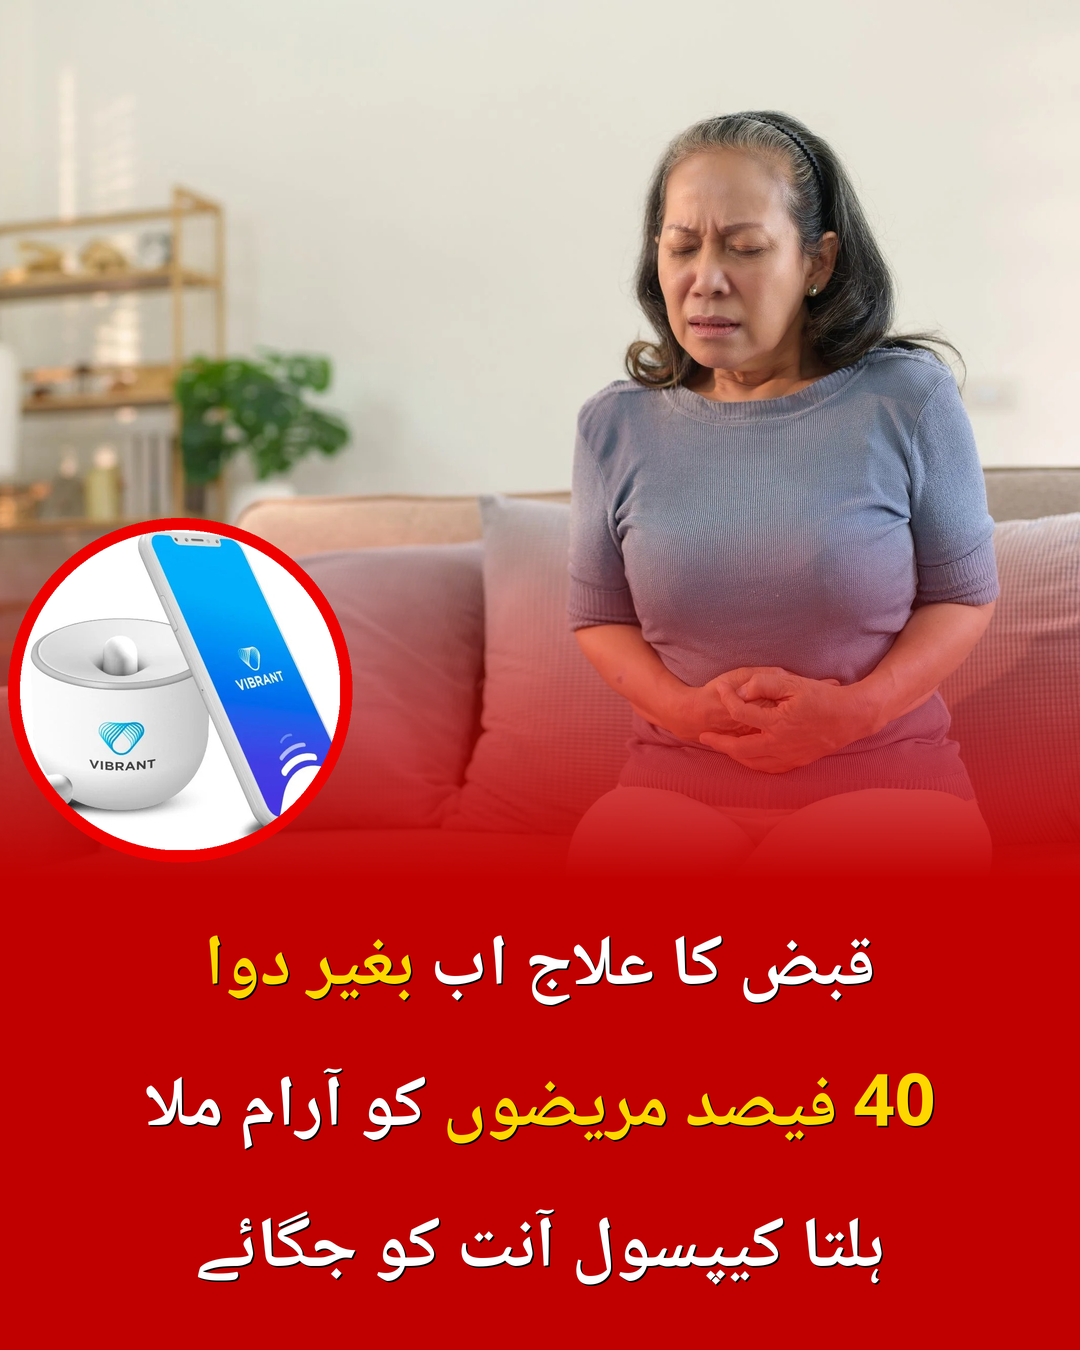 VIBRANT
VIBRANT
قبض کا علاج اب بغیر دوا
40 فیصد مریضوں کو آرام ملا
ہلتا کیپسول آنت کو جگائے